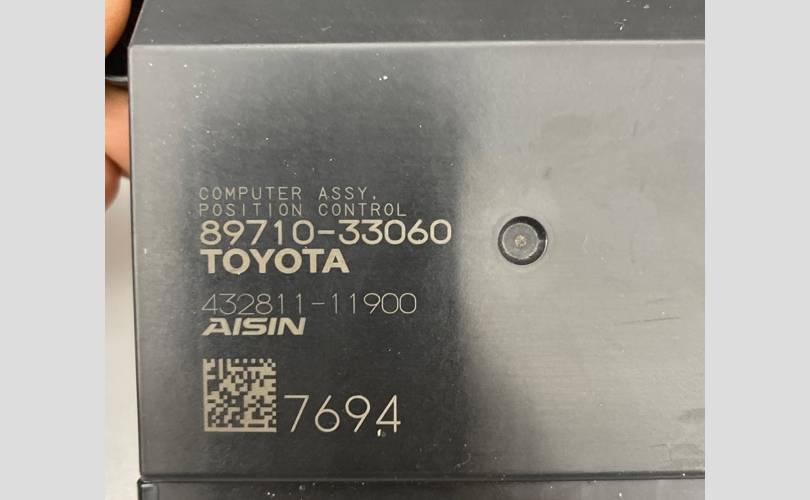 COMPUTER ASSY,
POSITION CONTROL
89710-33060
TOYOTA
432811-11900
AISIN
7694